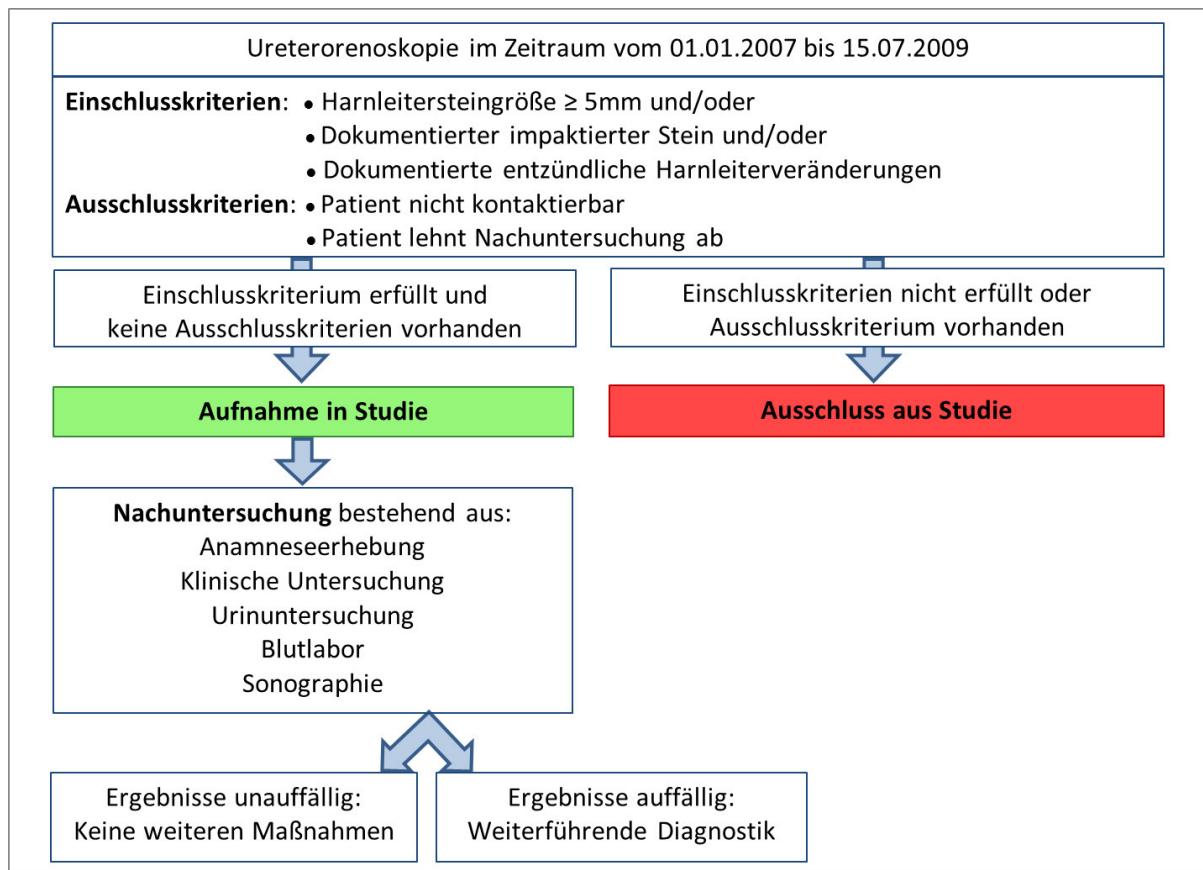 Ureterorenoskopie im Zeitraum vom 01.01.2007 bis 15.07.2009
Einschlusskriterien: • Harnleitersteingröße ≥ 5mm und/oder
• Dokumentierter impaktierter Stein und/oder
• Dokumentierte entzündliche Harnleiterveränderungen
Ausschlusskriterien: • Patient nicht kontaktierbar
• Patient lehnt Nachuntersuchung ab
Einschlusskriterium erfüllt und
keine Ausschlusskriterien vorhanden
Einschlusskriterien nicht erfüllt oder
Ausschlusskriterium vorhanden
Aufnahme in Studie
Ausschluss aus Studie
Nachuntersuchung bestehend aus:
Anamneseerhebung
Klinische Untersuchung
Urinuntersuchung
Blutlabor
Sonographie
Ergebnisse unauffällig:
Keine weiteren Maßnahmen
Ergebnisse auffällig:
Weiterführende Diagnostik